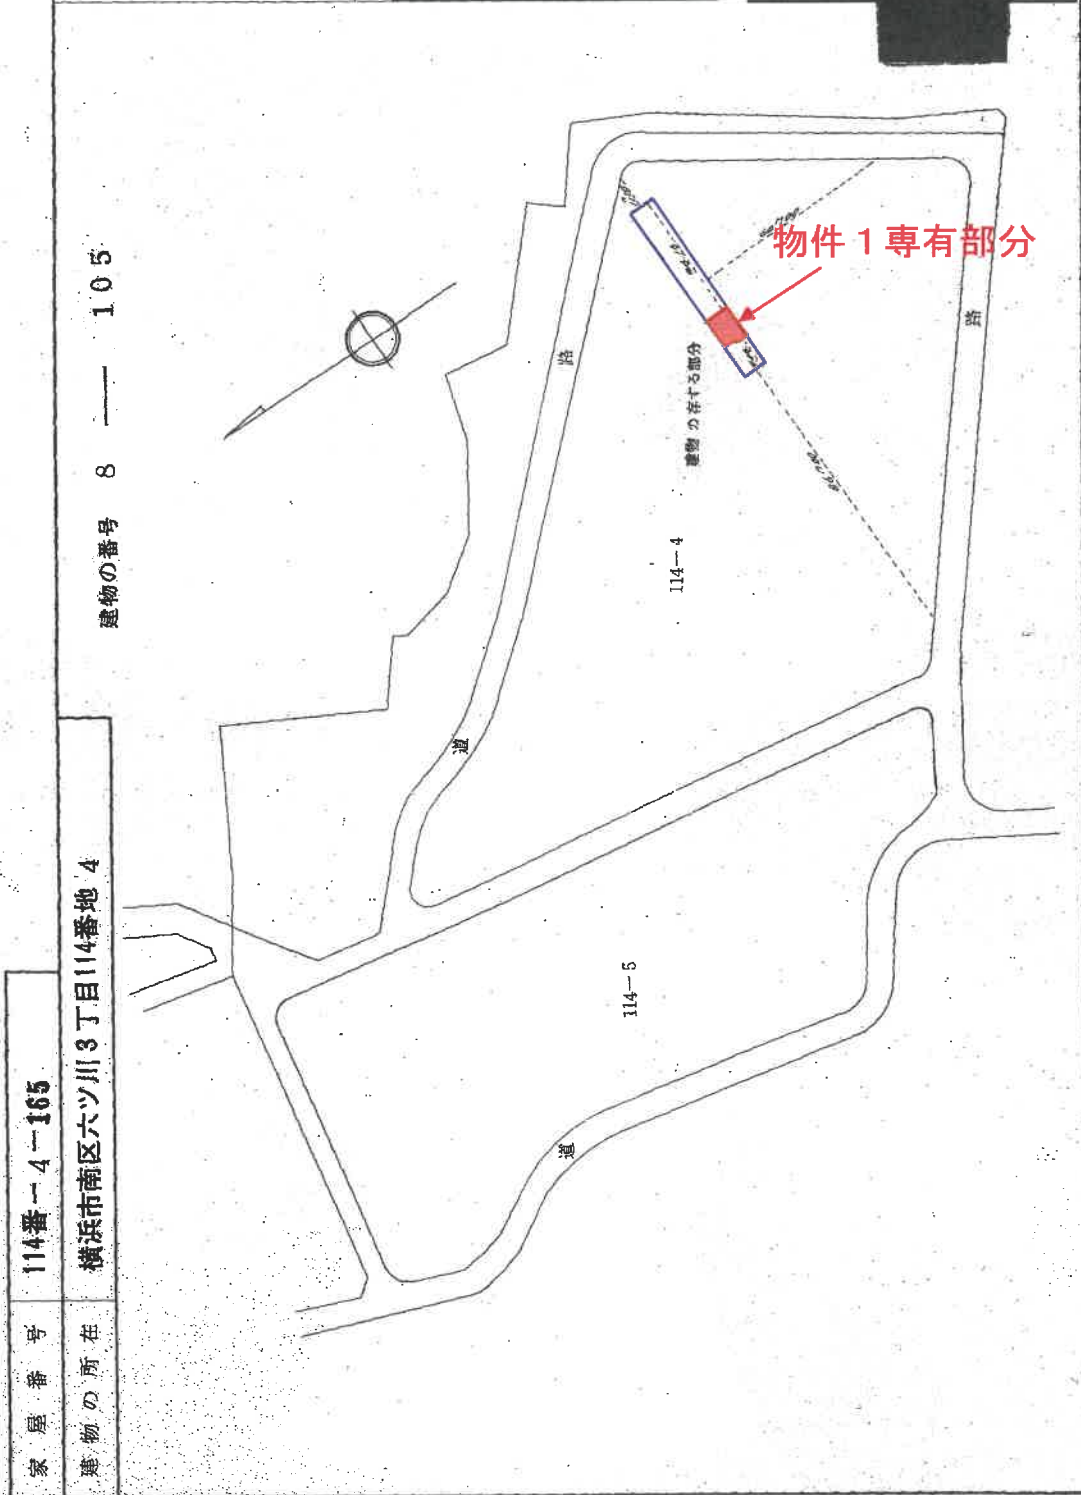 家屋番号 114番-4-165
建物の所在 横浜市南区六ツ川3丁目114番地4
建物の番号 8 — 105
物件1専有部分
建物の存する部分
114-4
114-5
道
路
路
道